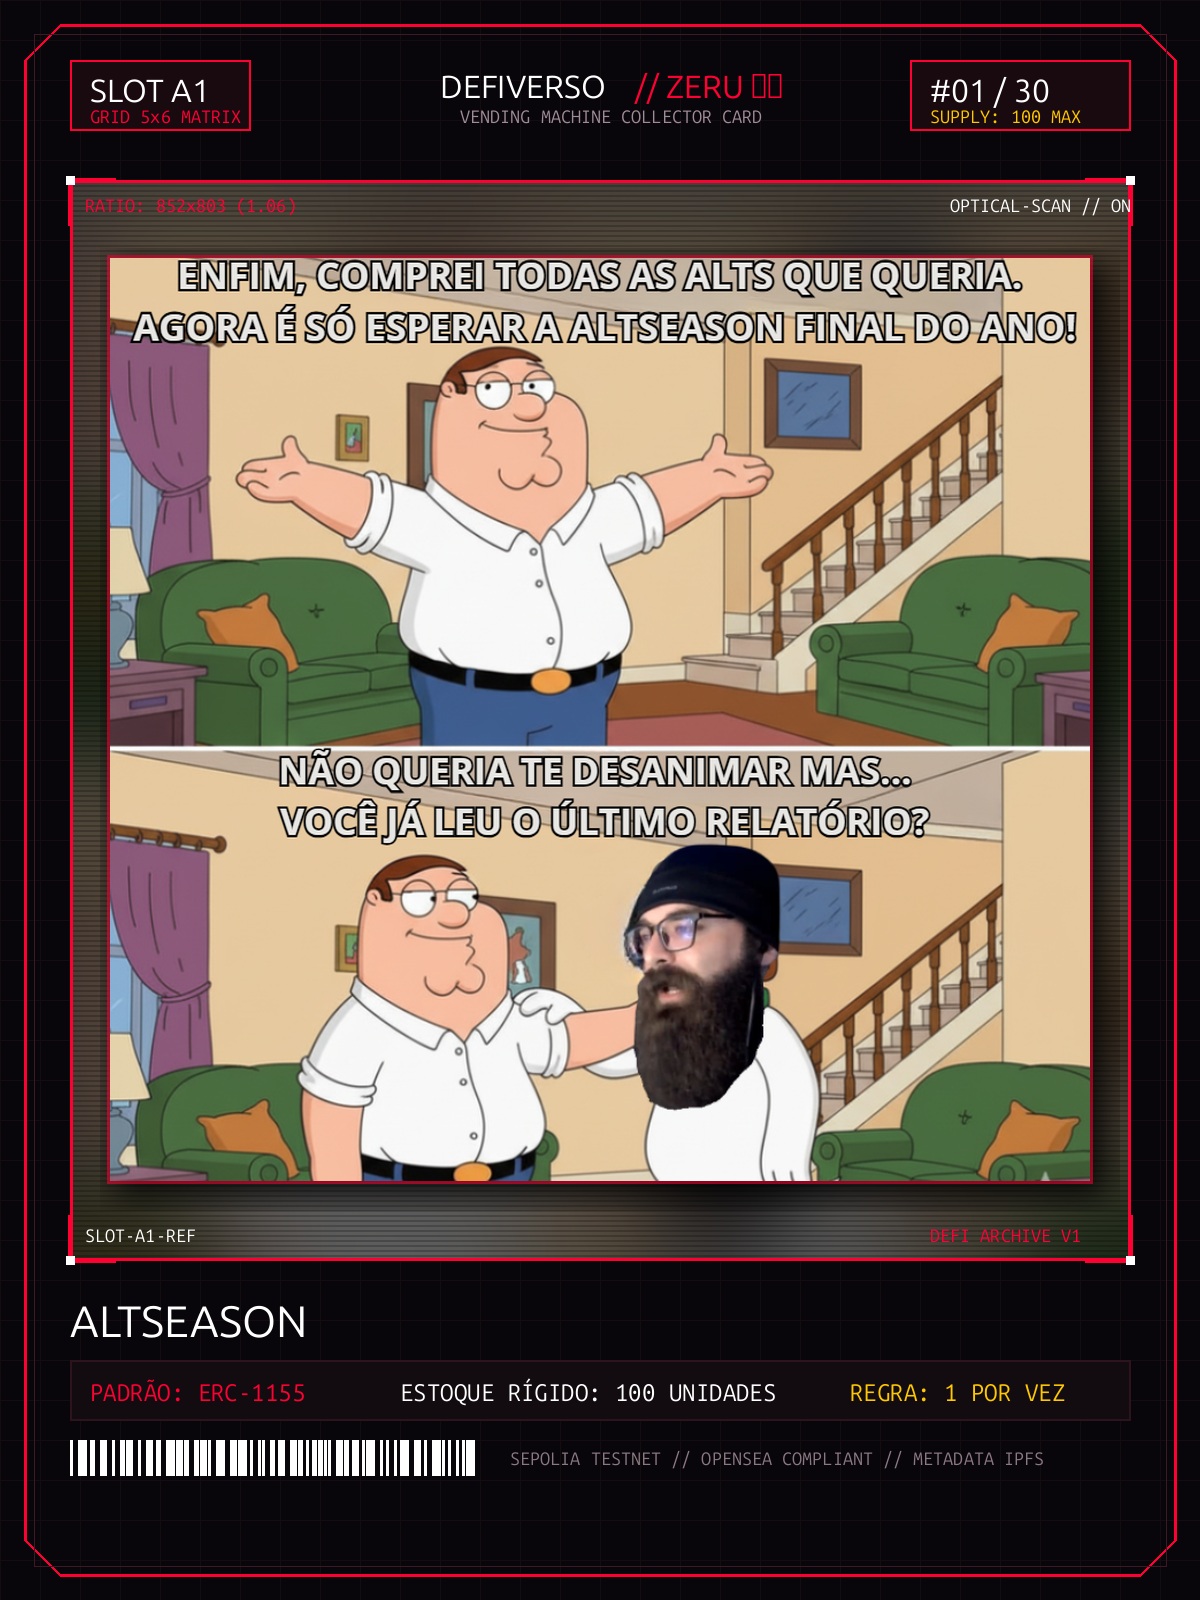 SLOT A1
GRID 5x6 MATRIX
DEFIVERSO // ZERU
VENDING MACHINE COLLECTOR CARD
#01 / 30
SUPPLY: 100 MAX
RATIO: 852x803 (1.06)
OPTICAL-SCAN // ON
ENFIM, COMPREI TODAS AS ALTS QUE QUERIA.
AGORA É SÓ ESPERAR A ALTSEASON FINAL DO ANO!
NÃO QUERIA TE DESANIMAR MAS...
VOCÊ JÁ LEU O ÚLTIMO RELATÓRIO?
SLOT-A1-REF
DEFI ARCHIVE V1
ALTSEASON
PADRÃO: ERC-1155
ESTOQUE RÍGIDO: 100 UNIDADES
REGRA: 1 POR VEZ
SEPOLIA TESTNET // OPENSEA COMPLIANT // METADATA IPFS